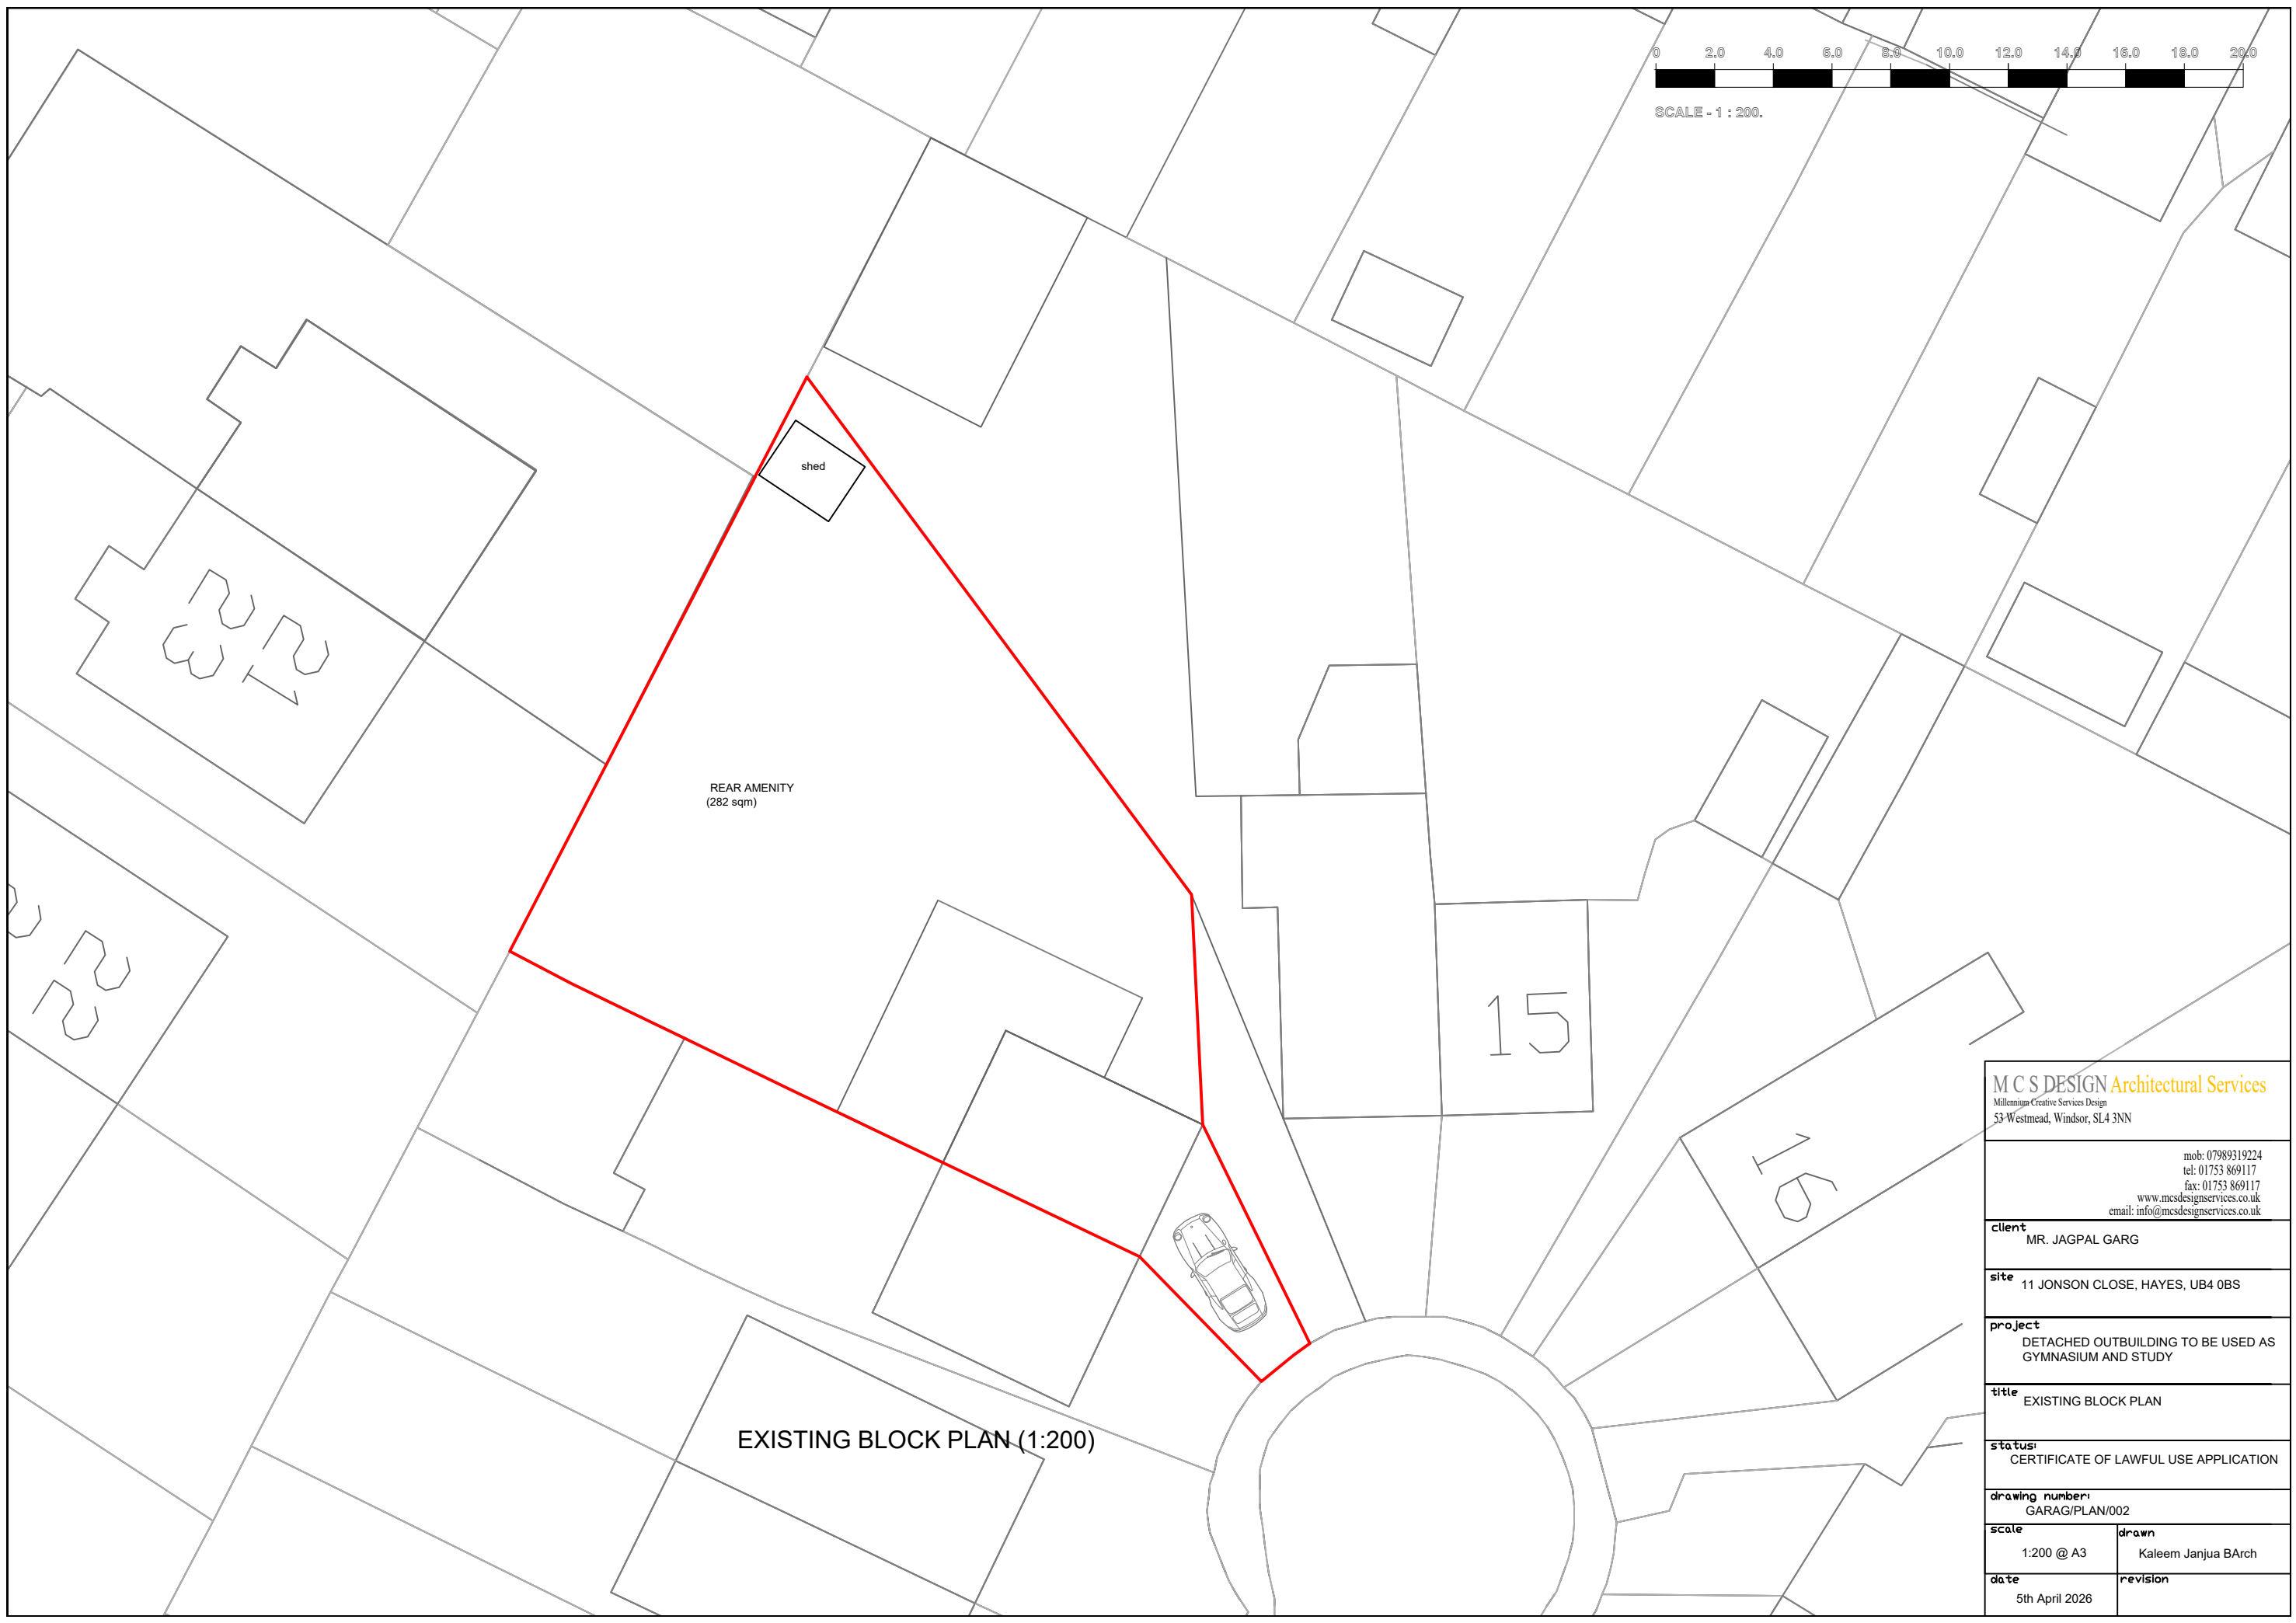 0 2.0 4.0 6.0 8.0 10.0 12.0 14.0 16.0 18.0 20.0
SCALE - 1 : 200.
shed
21
23
REAR AMENITY
(282 sqm)
15
16
EXISTING BLOCK PLAN (1:200)
M C S DESIGN Architectural Services
Millennium Creative Services Design
53 Westmead, Windsor, SL4 3NN
mob: 07989319224
tel: 01753 869117
fax: 01753 869117
www.mcsdesignservices.co.uk
email: info@mcsdesignservices.co.uk
client
MR. JAGPAL GARG
site
11 JONSON CLOSE, HAYES, UB4 0BS
project
DETACHED OUTBUILDING TO BE USED AS
GYMNASIUM AND STUDY
title
EXISTING BLOCK PLAN
status:
CERTIFICATE OF LAWFUL USE APPLICATION
drawing number:
GARAG/PLAN/002
scale
1:200 @ A3
drawn
Kaleem Janjua BArch
date
5th April 2026
revision